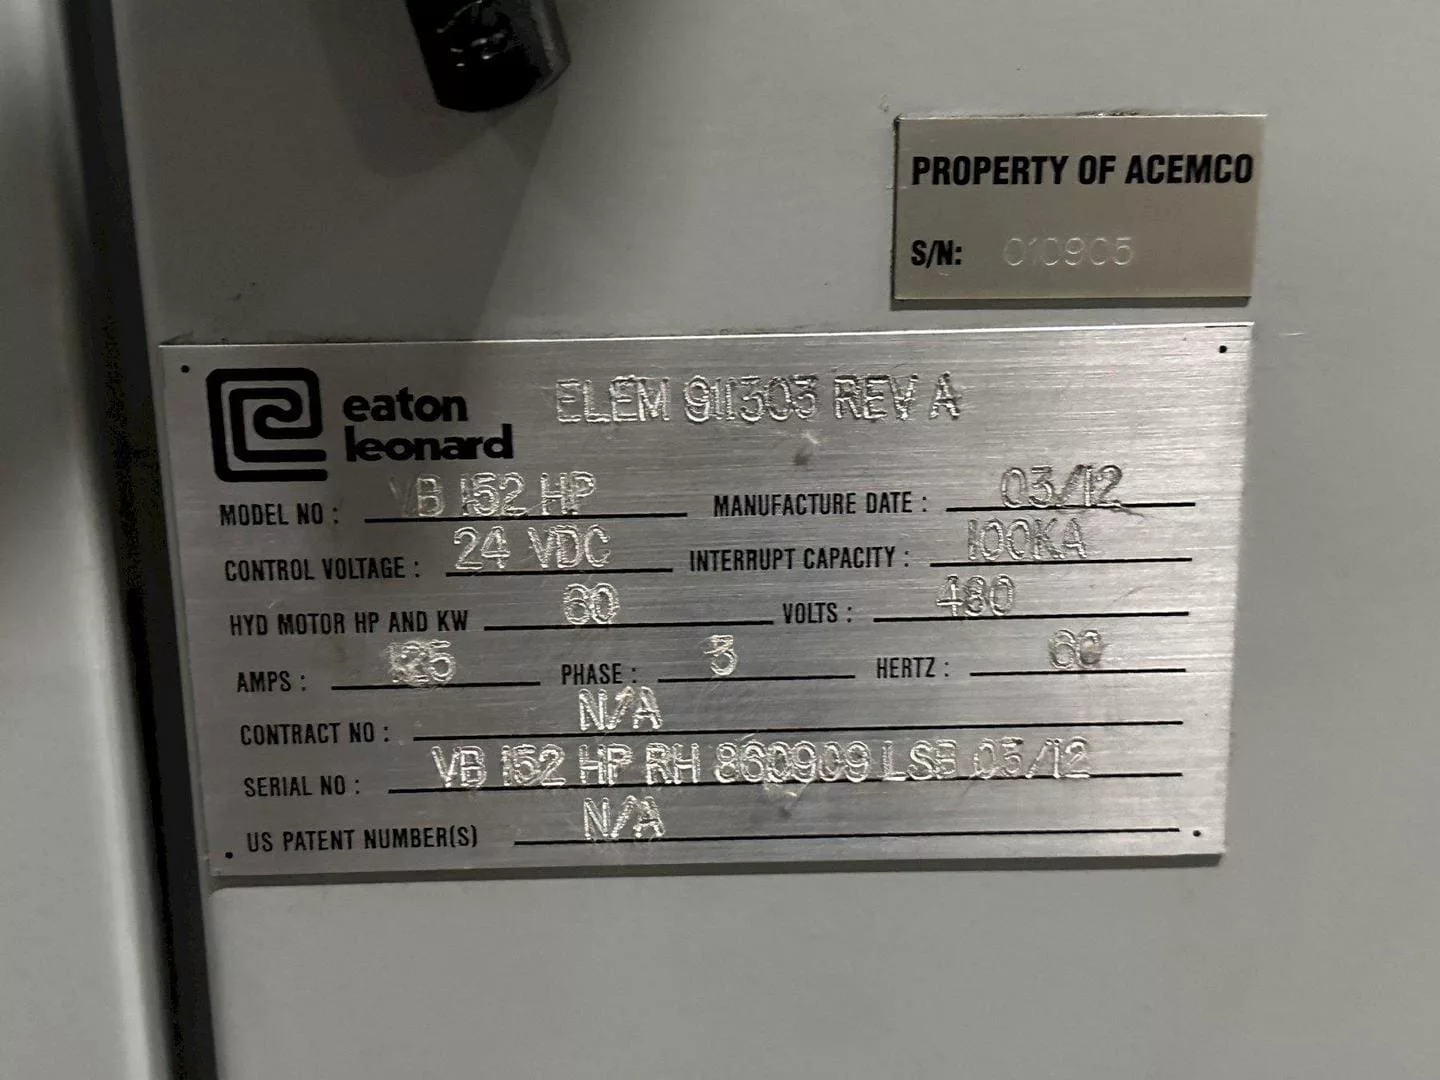 PROPERTY OF ACEMCO
S/N: 010905
eaton leonard
ELEM 911303 REV A
MODEL NO : VB 152 HP MANUFACTURE DATE : 03/12
CONTROL VOLTAGE : 24 VDC INTERRUPT CAPACITY : 100KA
HYD MOTOR HP AND KW 60 VOLTS : 480
AMPS : 125 PHASE : 3 HERTZ : 60
CONTRACT NO : N/A
SERIAL NO : VB 152 HP RH 860909 LSB 03/12
US PATENT NUMBER(S) N/A